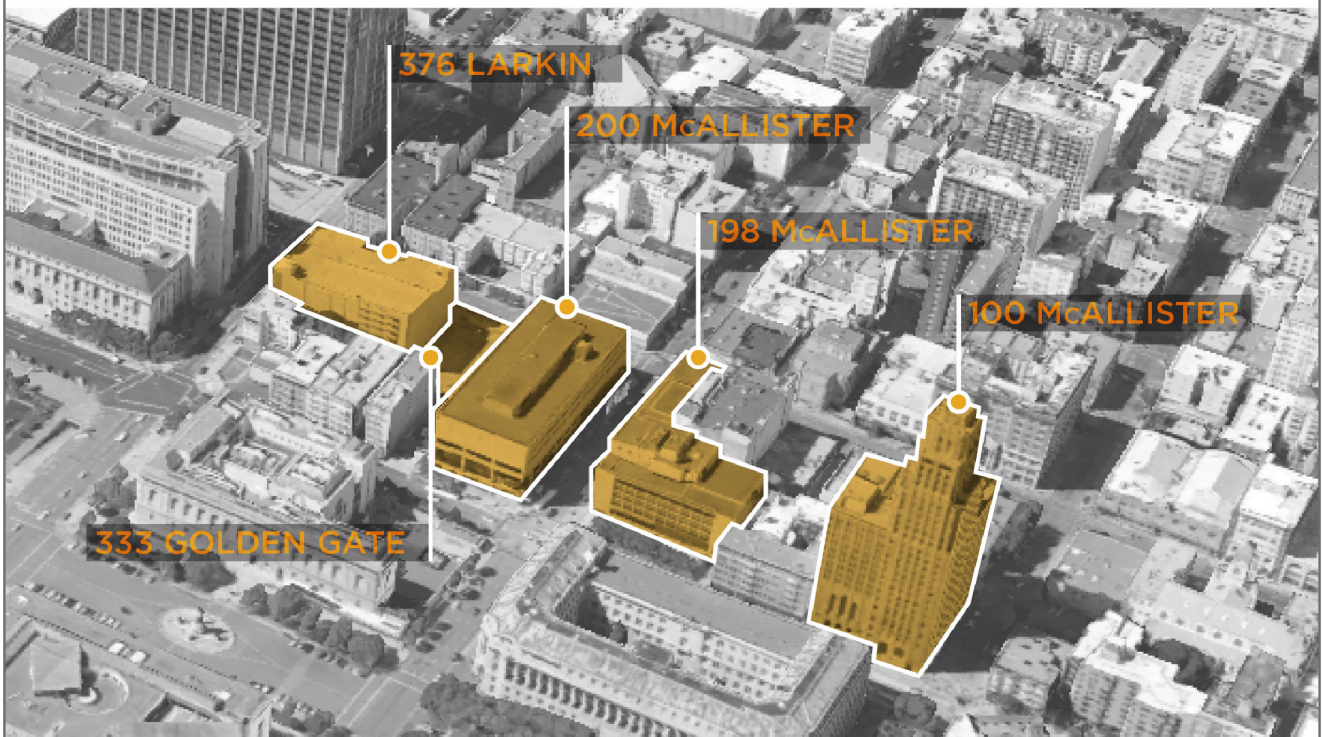 376 LARKIN
200 McALLISTER
198 McALLISTER
100 McALLISTER
333 GOLDEN GATE